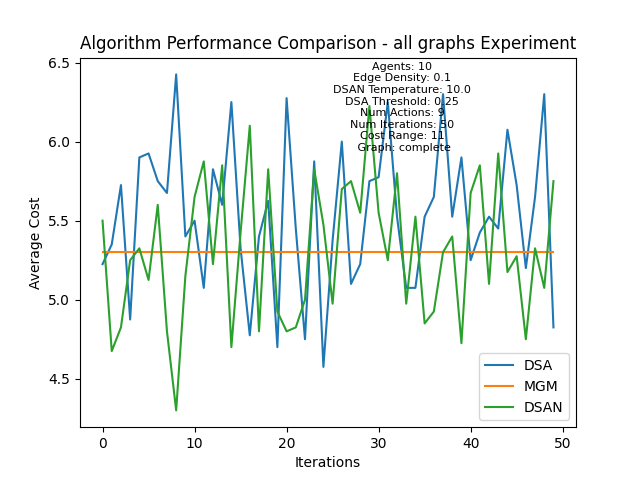 Algorithm Performance Comparison - all graphs Experiment
Agents: 10
Edge Density: 0.1
DSAN Temperature: 10.0
DSA Threshold: 0.25
Num Actions: 9
Num Iterations: 50
Cost Range: 11
Graph: complete
6.5
6.0
5.5
5.0
4.5
Average Cost
0
10
20
30
40
50
Iterations
DSA
MGM
DSAN